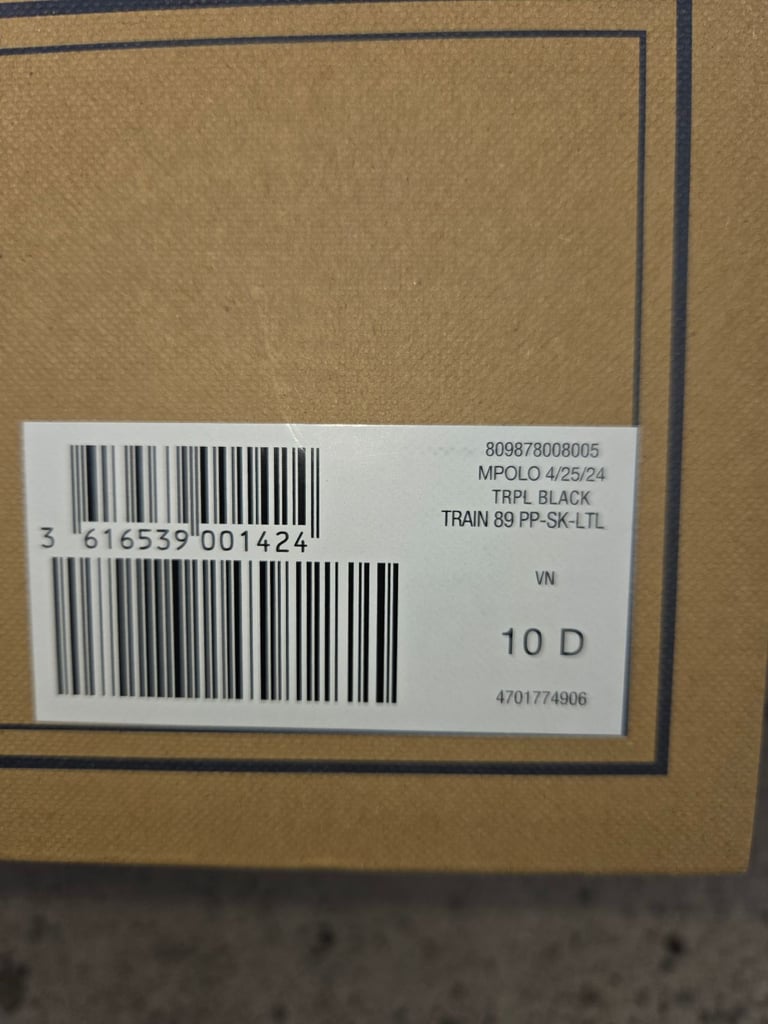 809878008005
MPOLO 4/25/24
TRPL BLACK
TRAIN 89 PP-SK-LTL
3 616539 001424
VN
10 D
4701774906